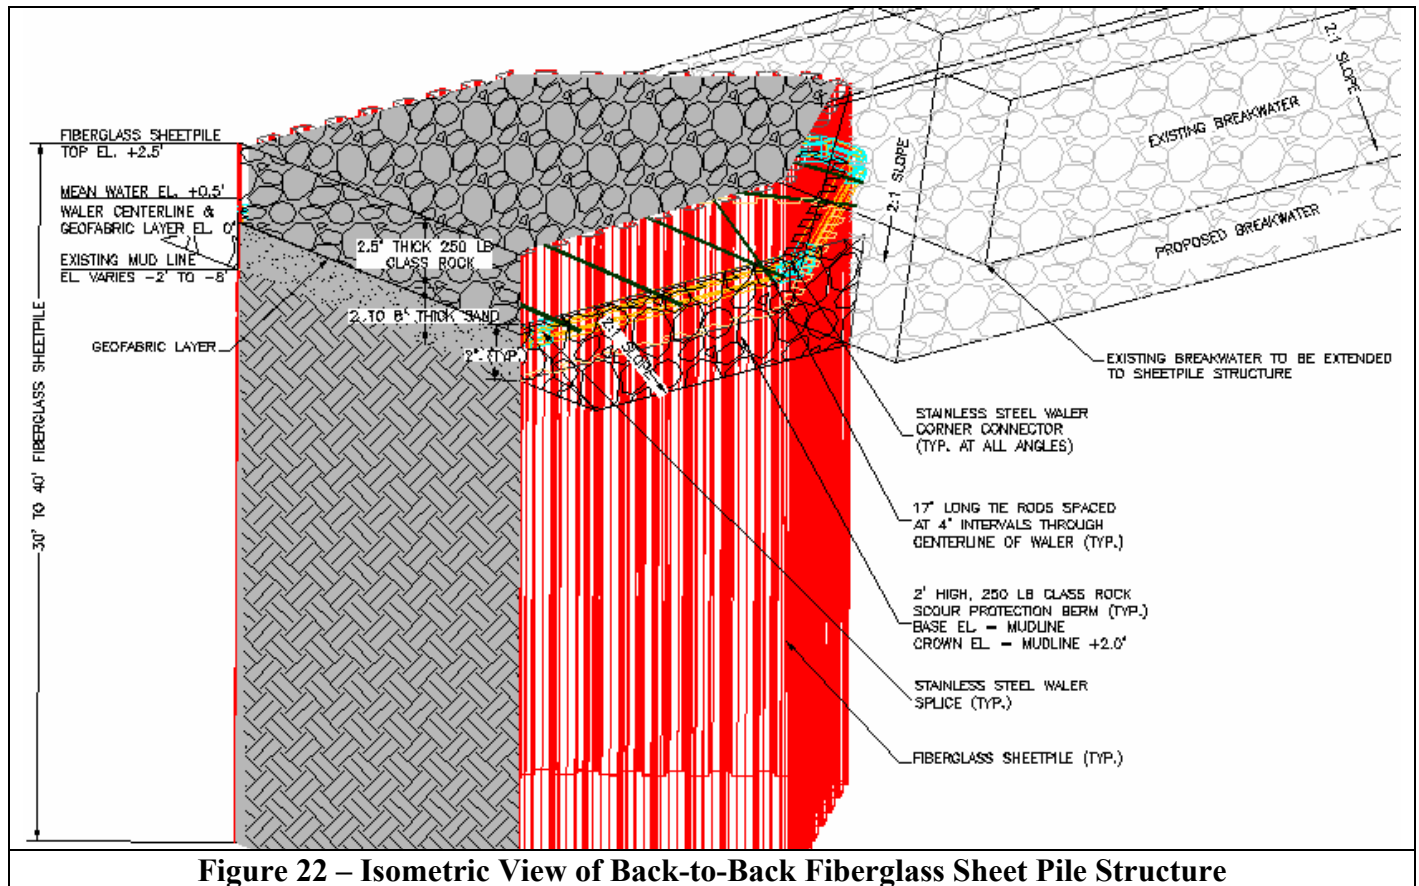 2:1 SLOPE
EXISTING BREAKWATER
FIBERGLASS SHEETPILE
TOP EL. +2.5'
2:1 SLOPE
MEAN WATER EL. +0.5'
WALER CENTERLINE &
GEOFABRIC LAYER EL. 0'
PROPOSED BREAKWATER
2.5' THICK 250 LB
CLASS ROCK
EXISTING MUD LINE
EL VARIES -2' TO -8'
2 TO 8' THICK SAND
GEOFABRIC LAYER
2'. (TYP.)
2:1 SLOPE
30' TO 40' FIBERGLASS SHEETPILE
EXISTING BREAKWATER TO BE EXTENDED
TO SHEETPILE STRUCTURE
STAINLESS STEEL WALER
CORNER CONNECTOR
(TYP. AT ALL ANGLES)
17' LONG TIE RODS SPACED
AT 4' INTERVALS THROUGH
CENTERLINE OF WALER (TYP.)
2' HIGH, 250 LB CLASS ROCK
SCOUR PROTECTION BERM (TYP.)
BASE EL - MUDLINE
CROWN EL - MUDLINE +2.0'
STAINLESS STEEL WALER
SPLICE (TYP.)
FIBERGLASS SHEETPILE (TYP.)
Figure 22 – Isometric View of Back-to-Back Fiberglass Sheet Pile Structure